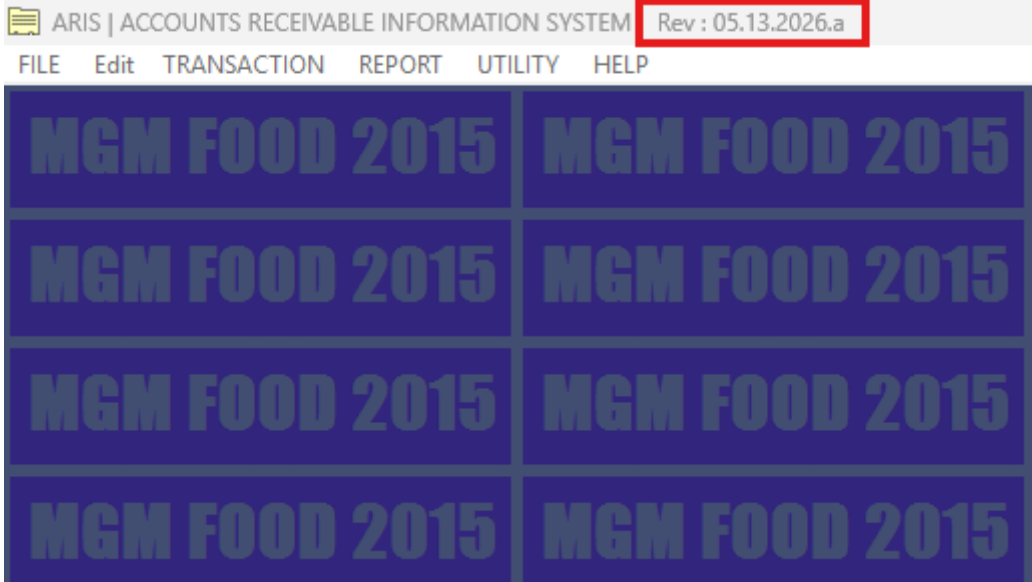 ARIS | ACCOUNTS RECEIVABLE INFORMATION SYSTEM Rev : 05.13.2026.a
FILE Edit TRANSACTION REPORT UTILITY HELP
MGM FOOD 2015 MGM FOOD 2015
MGM FOOD 2015 MGM FOOD 2015
MGM FOOD 2015 MGM FOOD 2015
MGM FOOD 2015 MGM FOOD 2015